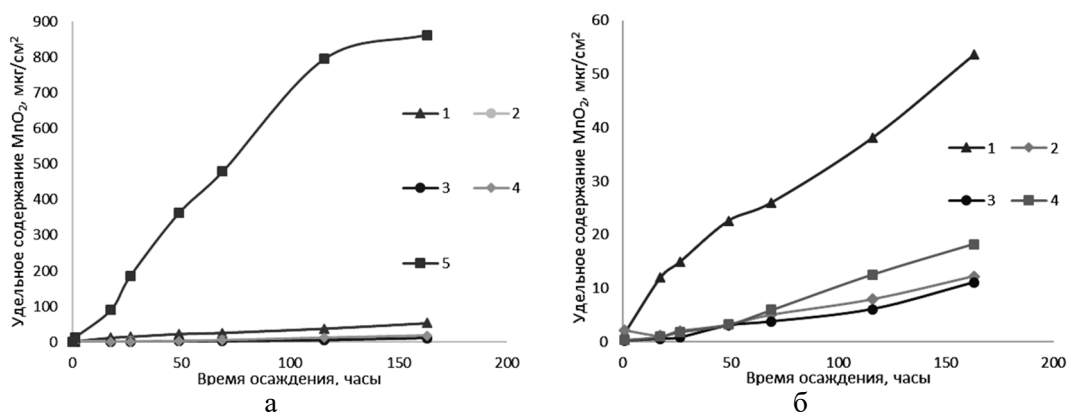 Удельное содержание MnO₂, мкг/см²
900
800
700
600
500
400
300
200
100
0
0 50 100 150 200
Время осаждения, часы
1 2
3 4
5
а
Удельное содержание MnO₂, мкг/см²
60
50
40
30
20
10
0
0 50 100 150 200
Время осаждения, часы
1 2
3 4
б